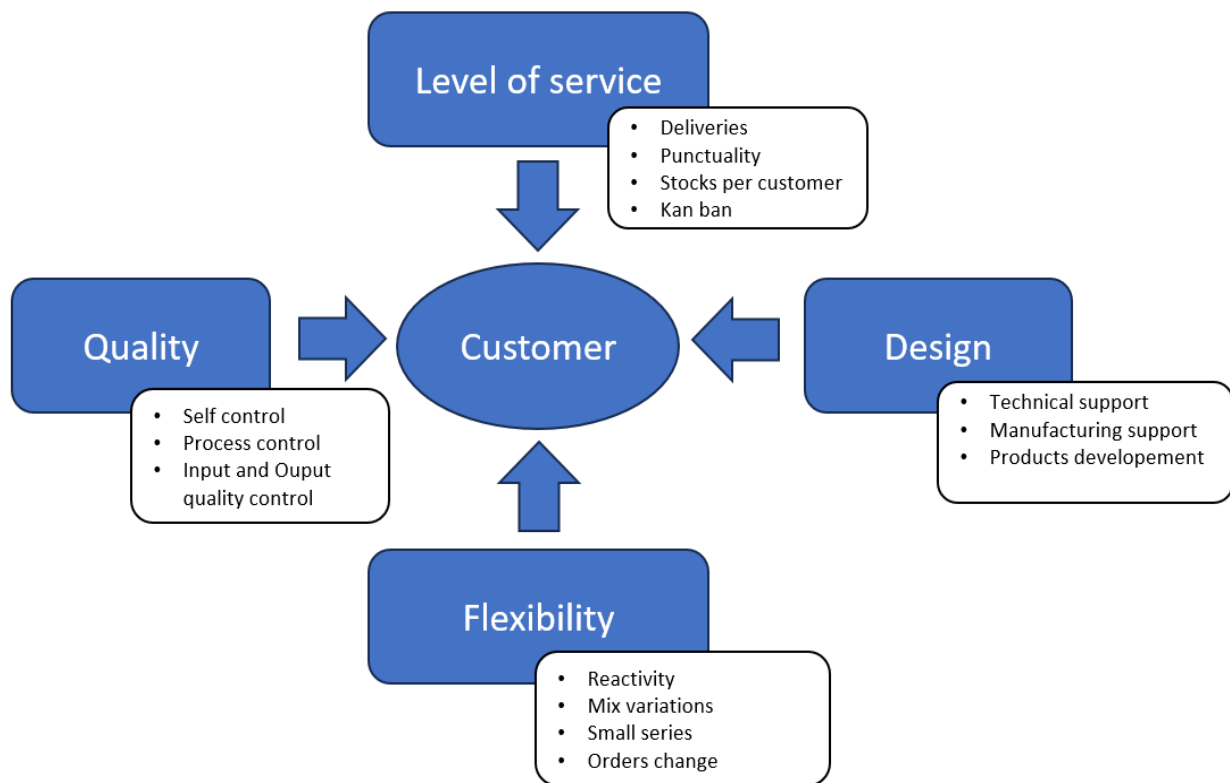 Level of service
• Deliveries
• Punctuality
• Stocks per customer
• Kan ban
Quality
• Self control
• Process control
• Input and Ouput
quality control
Customer
Design
• Technical support
• Manufacturing support
• Products developement
Flexibility
• Reactivity
• Mix variations
• Small series
• Orders change